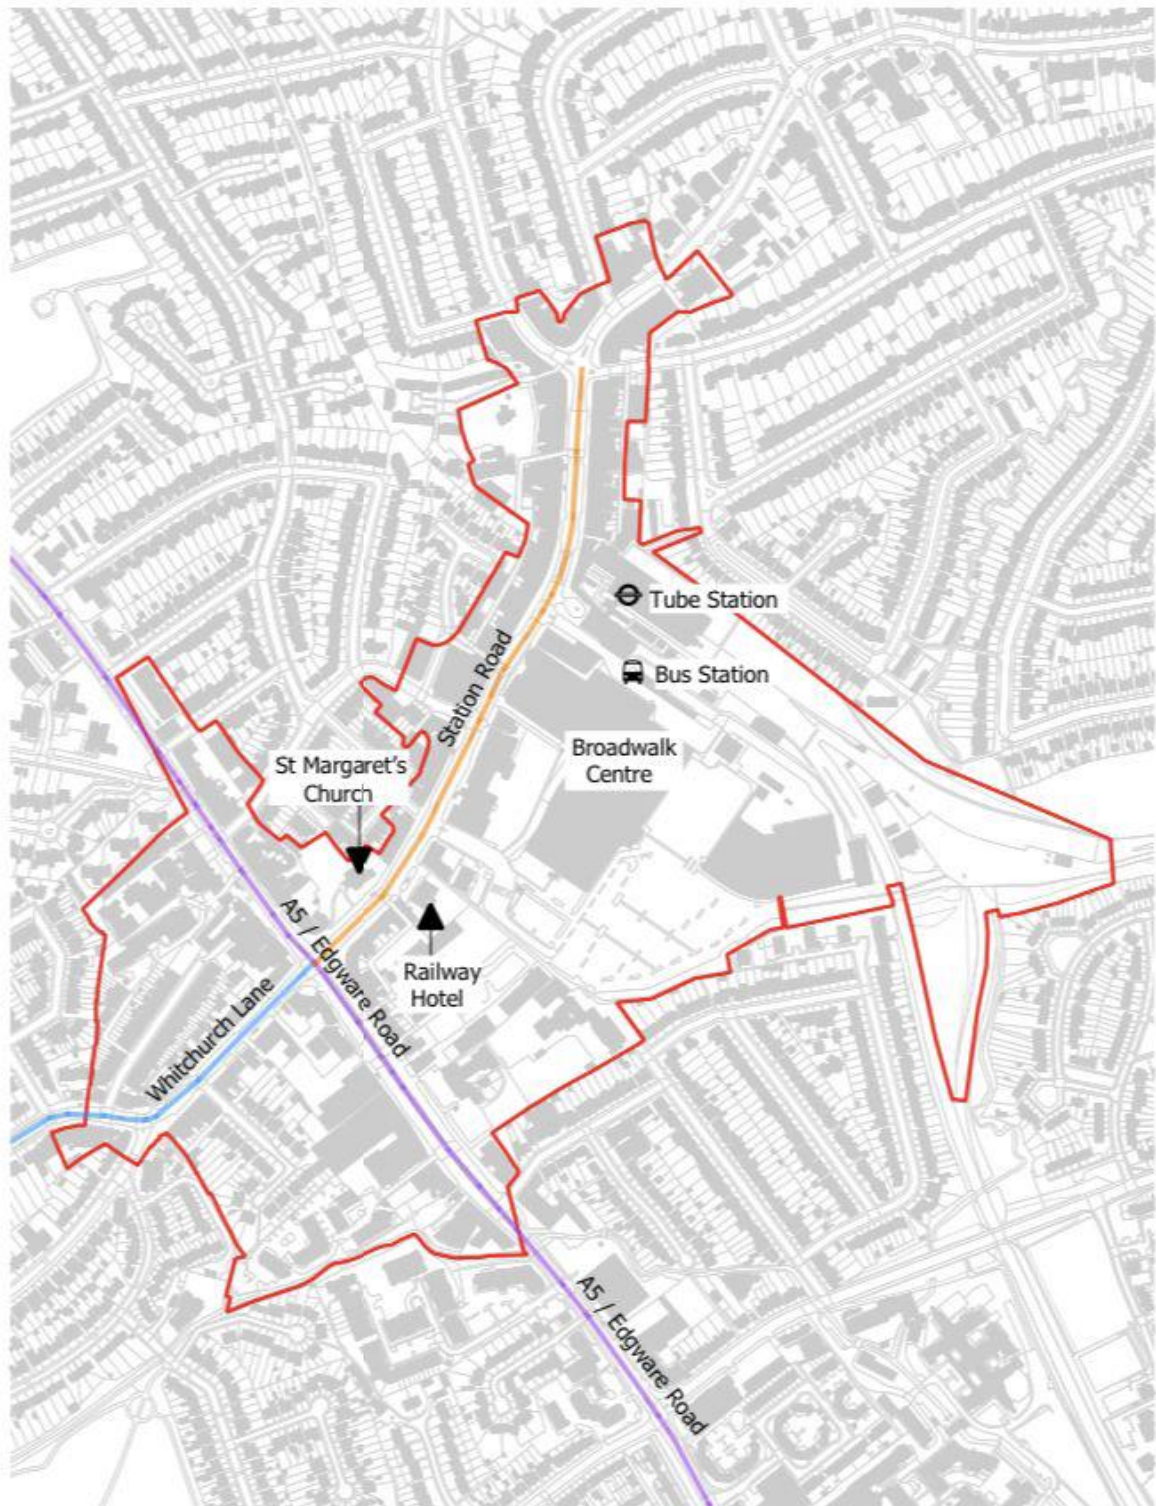 Tube Station
Bus Station
Station Road
Broadwalk
Centre
St Margaret's
Church
A5 / Edgware Road
Railway
Hotel
Whitchurch Lane
A5 / Edgware Road